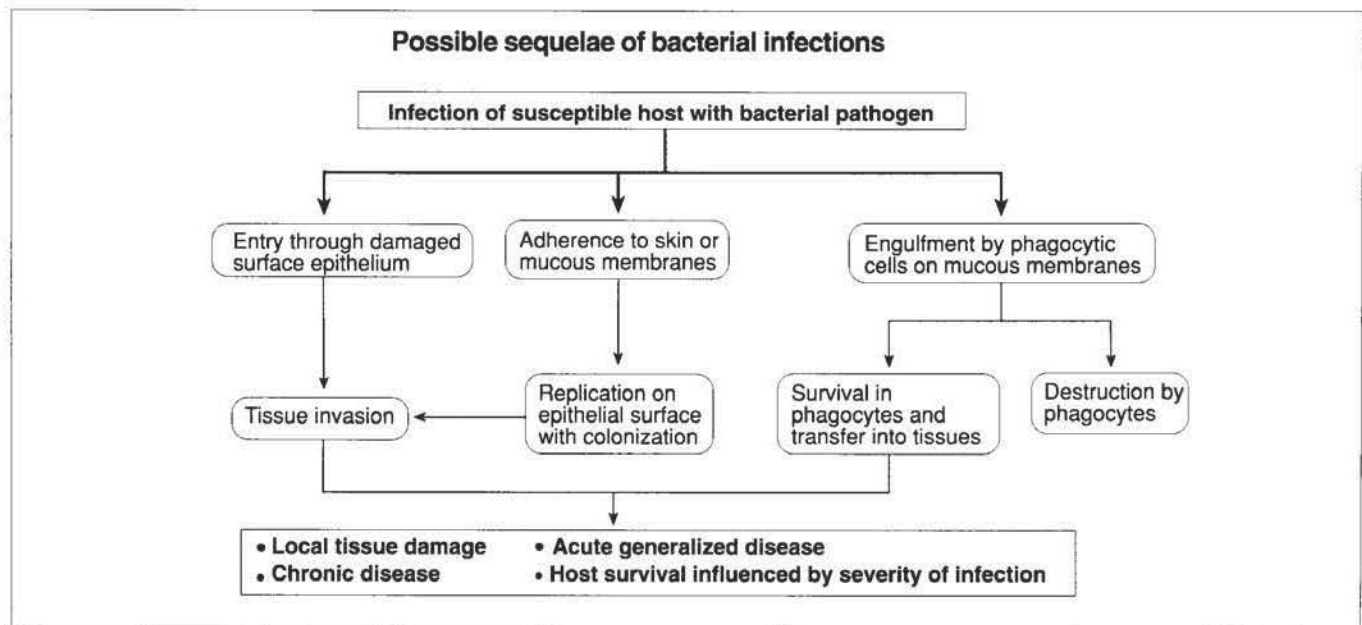 Possible sequelae of bacterial infections
Infection of susceptible host with bacterial pathogen
Entry through damaged
surface epithelium
Adherence to skin or
mucous membranes
Engulfment by phagocytic
cells on mucous membranes
Tissue invasion
Replication on
epithelial surface
with colonization
Survival in
phagocytes and
transfer into tissues
Destruction by
phagocytes
• Local tissue damage
• Chronic disease
• Acute generalized disease
• Host survival influenced by severity of infection